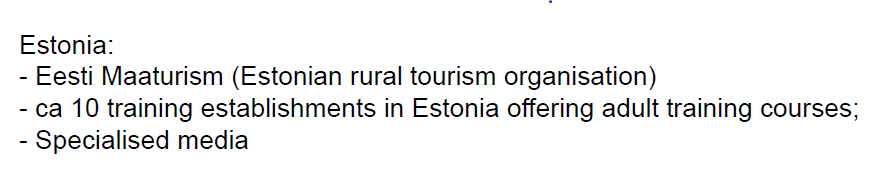 Estonia:
- Eesti Maaturism (Estonian rural tourism organisation)
- ca 10 training establishments in Estonia offering adult training courses;
- Specialised media